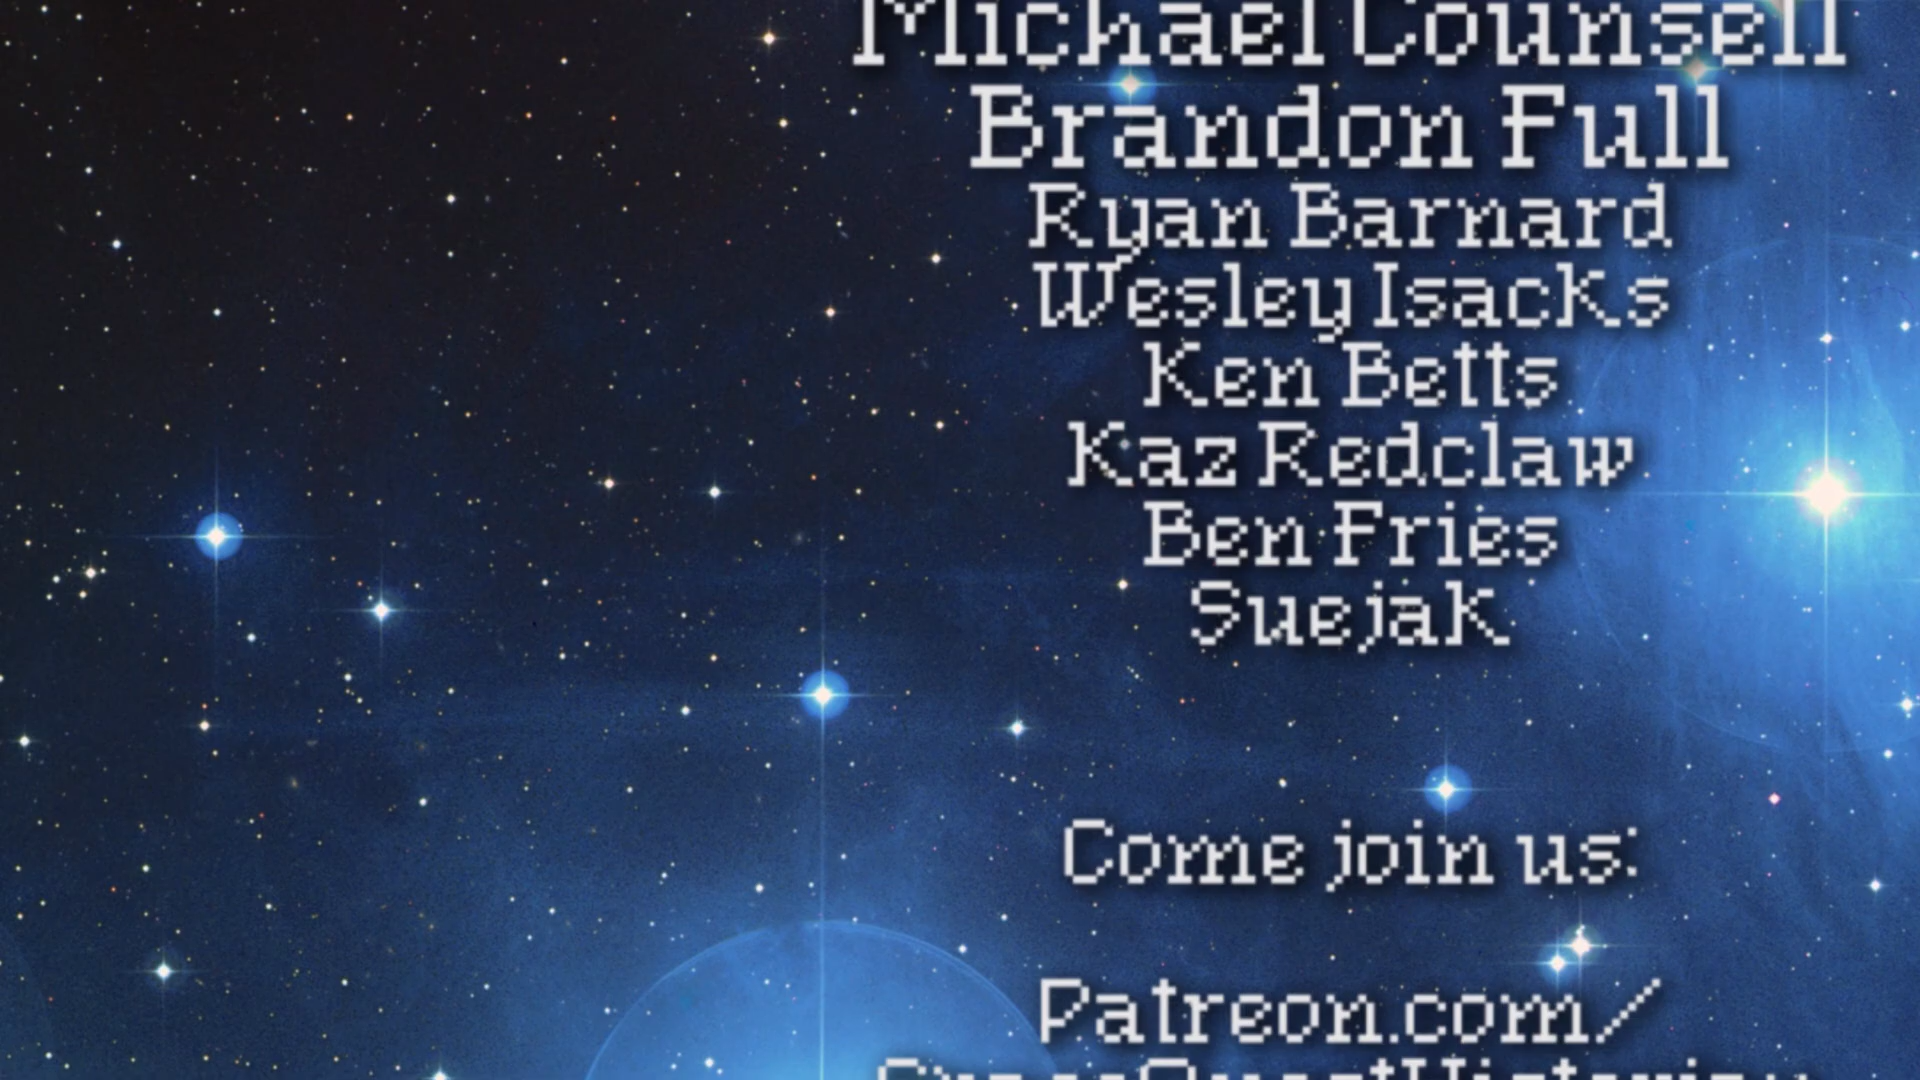 Michael Counsell
Brandon Full
Ryan Barnard
Wesley Isacks
Ken Betts
Kaz Redclaw
Ben Fries
Suejak
Come join us:
Patreon.com/